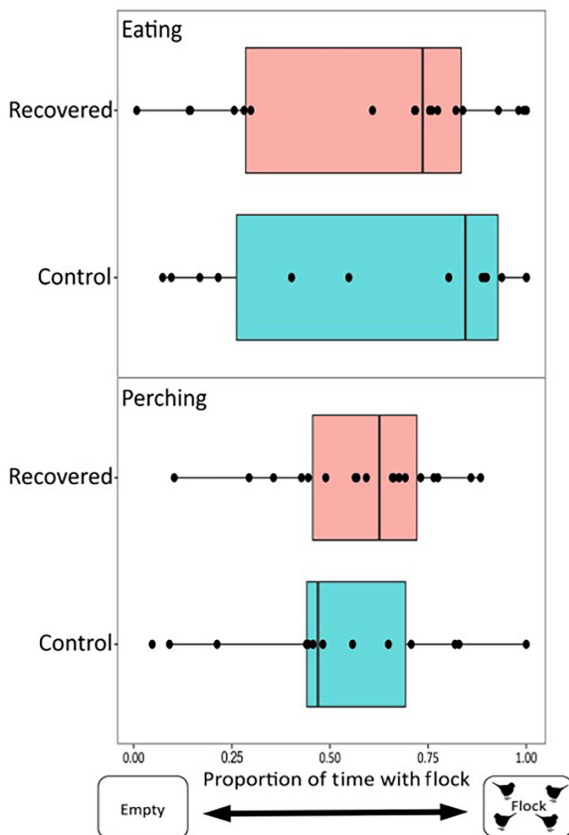 Eating
Recovered
Control
Perching
Recovered
Control
0.00 0.25 0.50 0.75 1.00
Proportion of time with flock
Empty
Flock